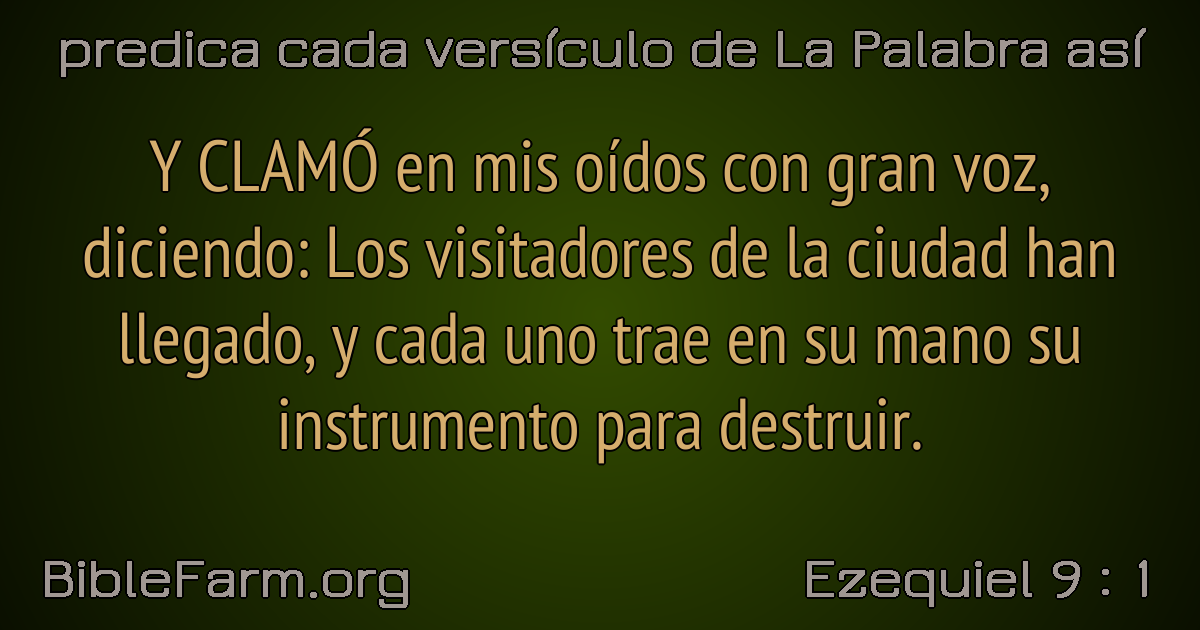 predica cada versículo de La Palabra así
Y CLAMÓ en mis oídos con gran voz,
diciendo: Los visitadores de la ciudad han
llegado, y cada uno trae en su mano su
instrumento para destruir.
BibleFarm.org
Ezequiel 9 : 1